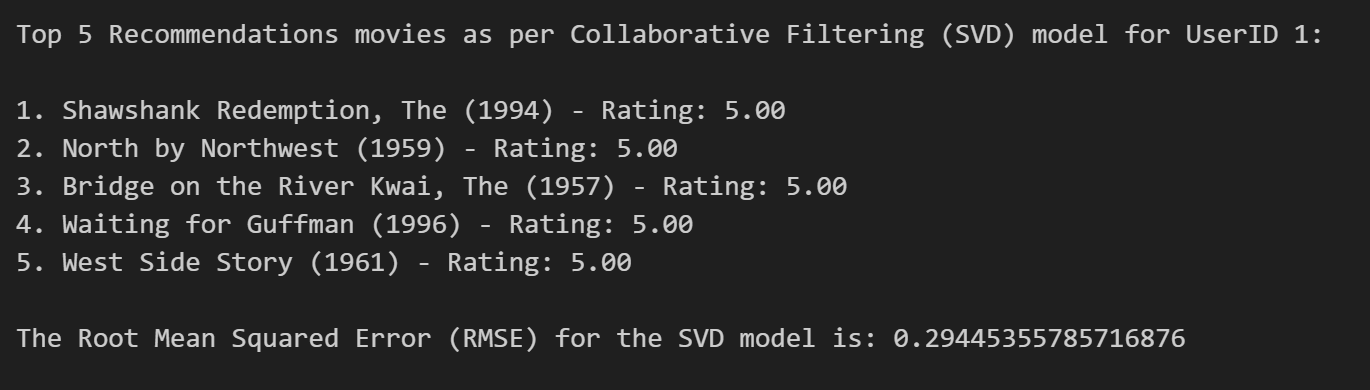 Top 5 Recommendations movies as per Collaborative Filtering (SVD) model for UserID 1:
1. Shawshank Redemption, The (1994) - Rating: 5.00
2. North by Northwest (1959) - Rating: 5.00
3. Bridge on the River Kwai, The (1957) - Rating: 5.00
4. Waiting for Guffman (1996) - Rating: 5.00
5. West Side Story (1961) - Rating: 5.00
The Root Mean Squared Error (RMSE) for the SVD model is: 0.29445355785716876